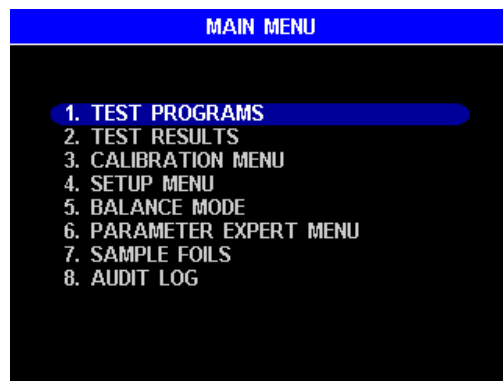 MAIN MENU
1. TEST PROGRAMS
2. TEST RESULTS
3. CALIBRATION MENU
4. SETUP MENU
5. BALANCE MODE
6. PARAMETER EXPERT MENU
7. SAMPLE FOILS
8. AUDIT LOG